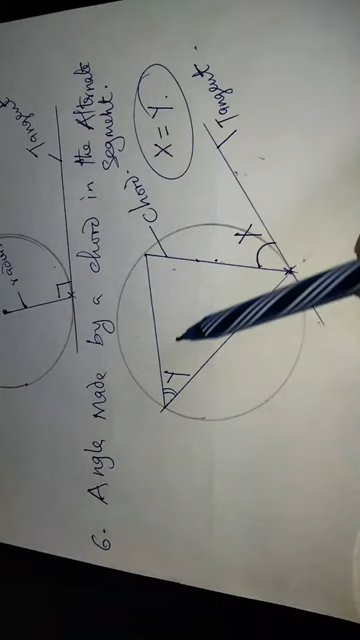 Tangent
radius
6. Angle Made by a chord in the Alternate
Segment.
X = Y.
Tangent.
Chord.
X
Y